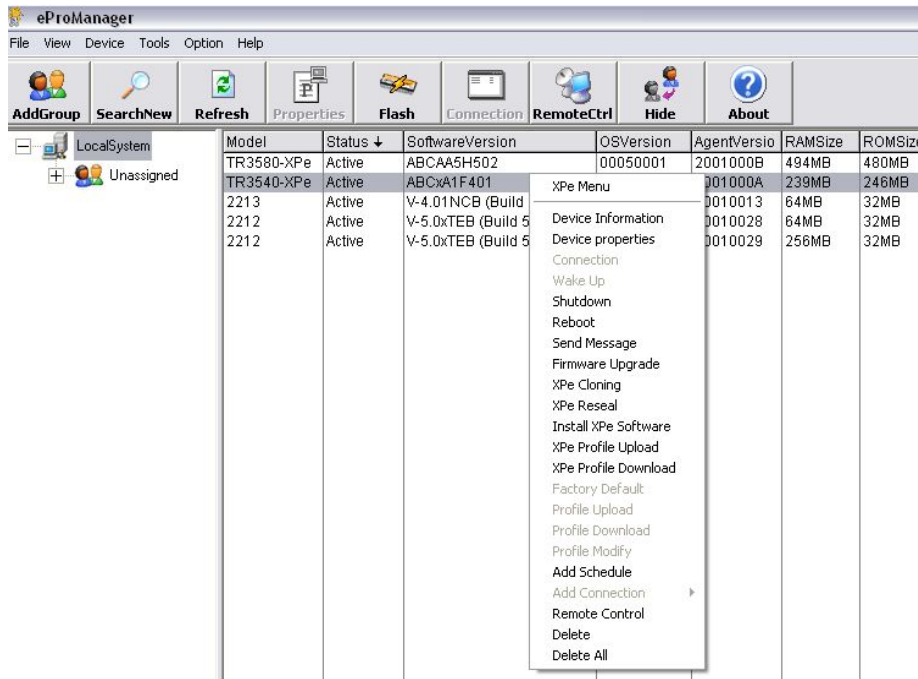 eProManager
File View Device Tools Option Help
AddGroup SearchNew Refresh Properties Flash Connection RemoteCtrl Hide About
LocalSystem
Unassigned
Model Status SoftwareVersion OSVersion AgentVersio RAMSize ROMSize
TR3580-XPe Active ABCAA5H502 00050001 2001000B 494MB 480MB
TR3540-XPe Active ABCxA1F401 001000A 239MB 246MB
2213 Active V-4.01NCB (Build 0010013 64MB 32MB
2212 Active V-5.0xTEB (Build 5 0010028 64MB 32MB
2212 Active V-5.0xTEB (Build 5 0010029 256MB 32MB
XPe Menu
Device Information
Device properties
Connection
Wake Up
Shutdown
Reboot
Send Message
Firmware Upgrade
XPe Cloning
XPe Reseal
Install XPe Software
XPe Profile Upload
XPe Profile Download
Factory Default
Profile Upload
Profile Download
Profile Modify
Add Schedule
Add Connection
Remote Control
Delete
Delete All